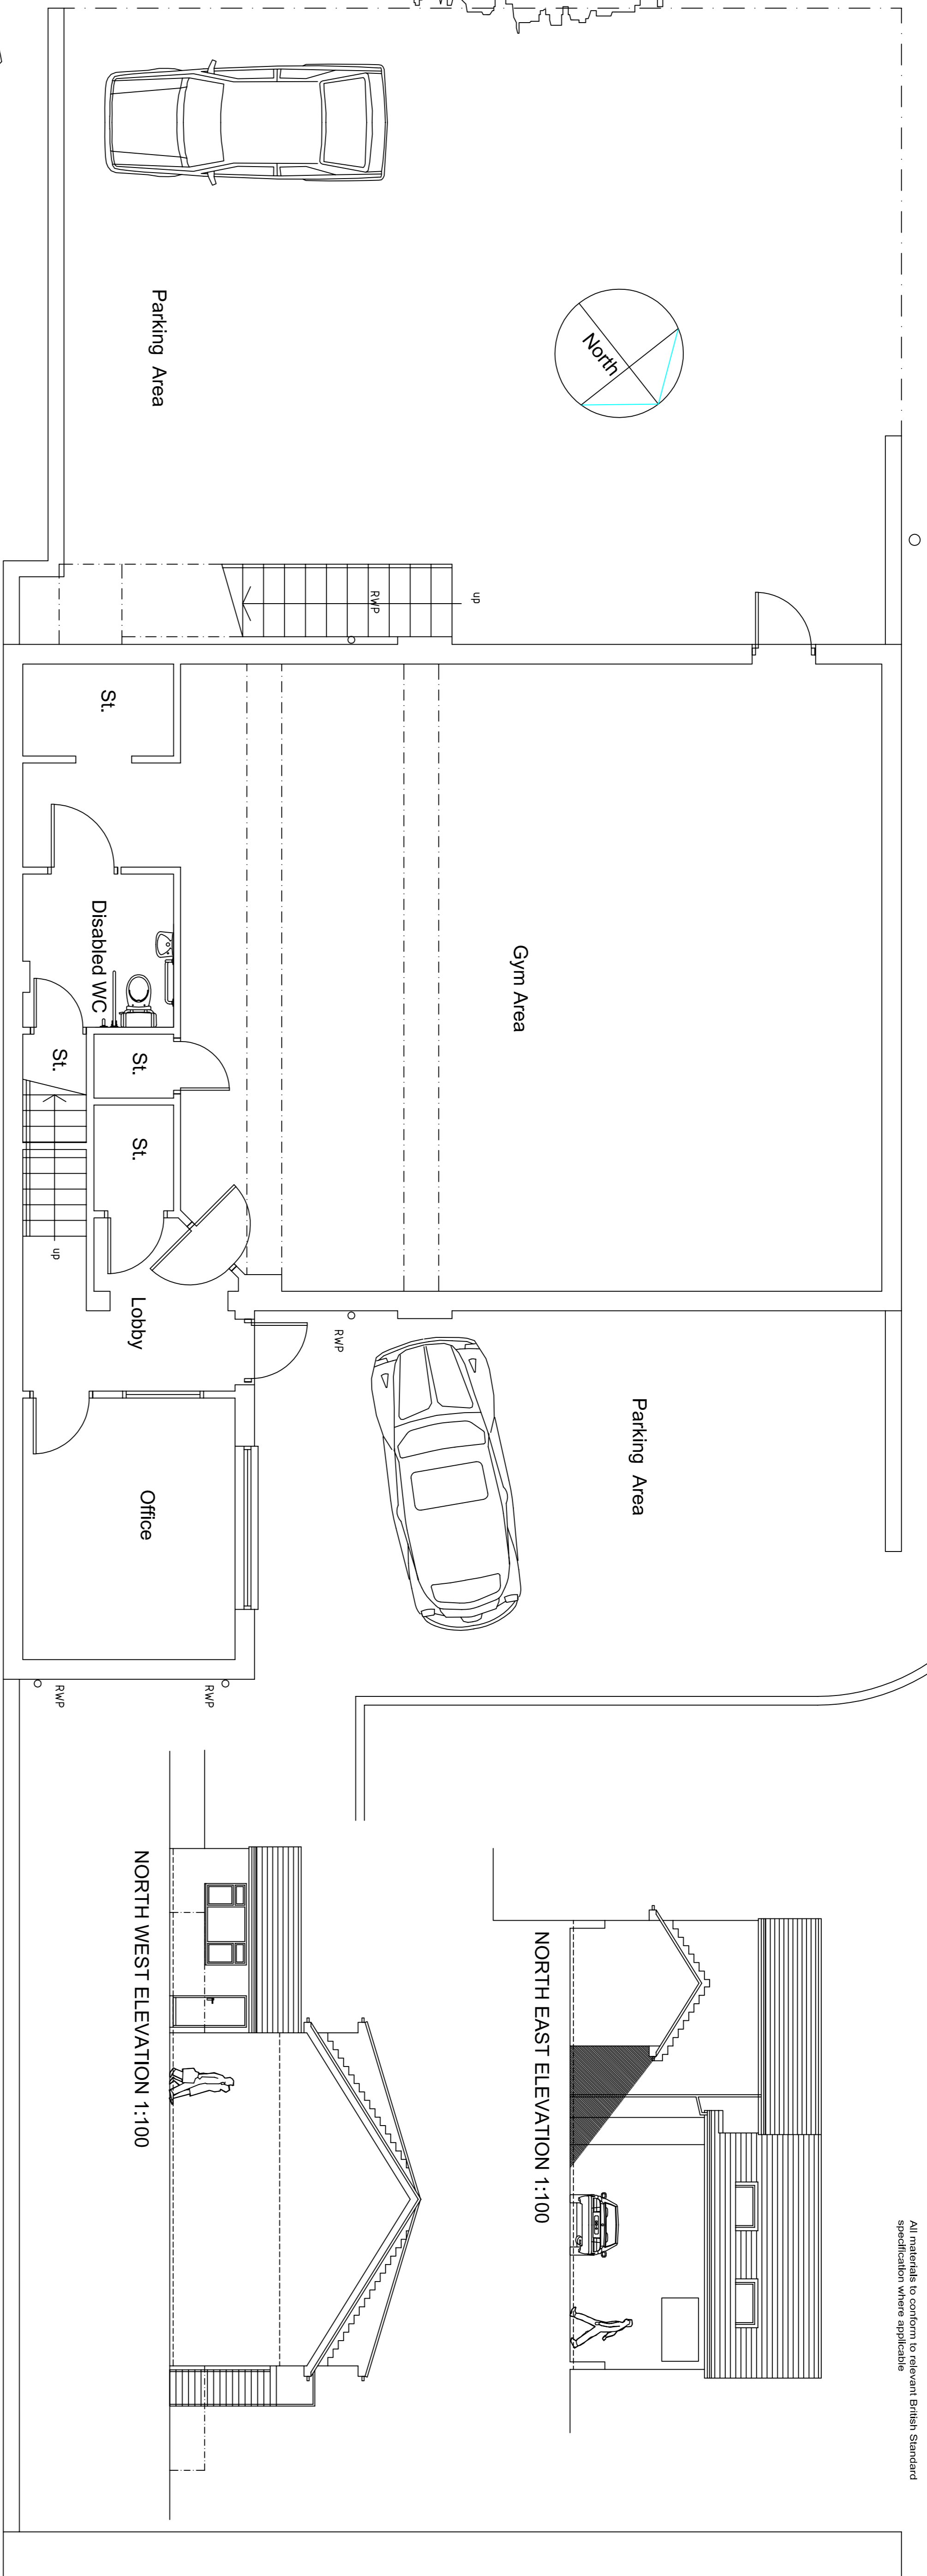 Parking Area
North
up
RWP
St.
Gym Area
Disabled WC
St.
St.
St.
up
Lobby
RWP
Parking Area
Office
RWP
RWP
NORTH EAST ELEVATION 1:100
NORTH WEST ELEVATION 1:100
All materials to conform to relevant British Standard
specification where applicable